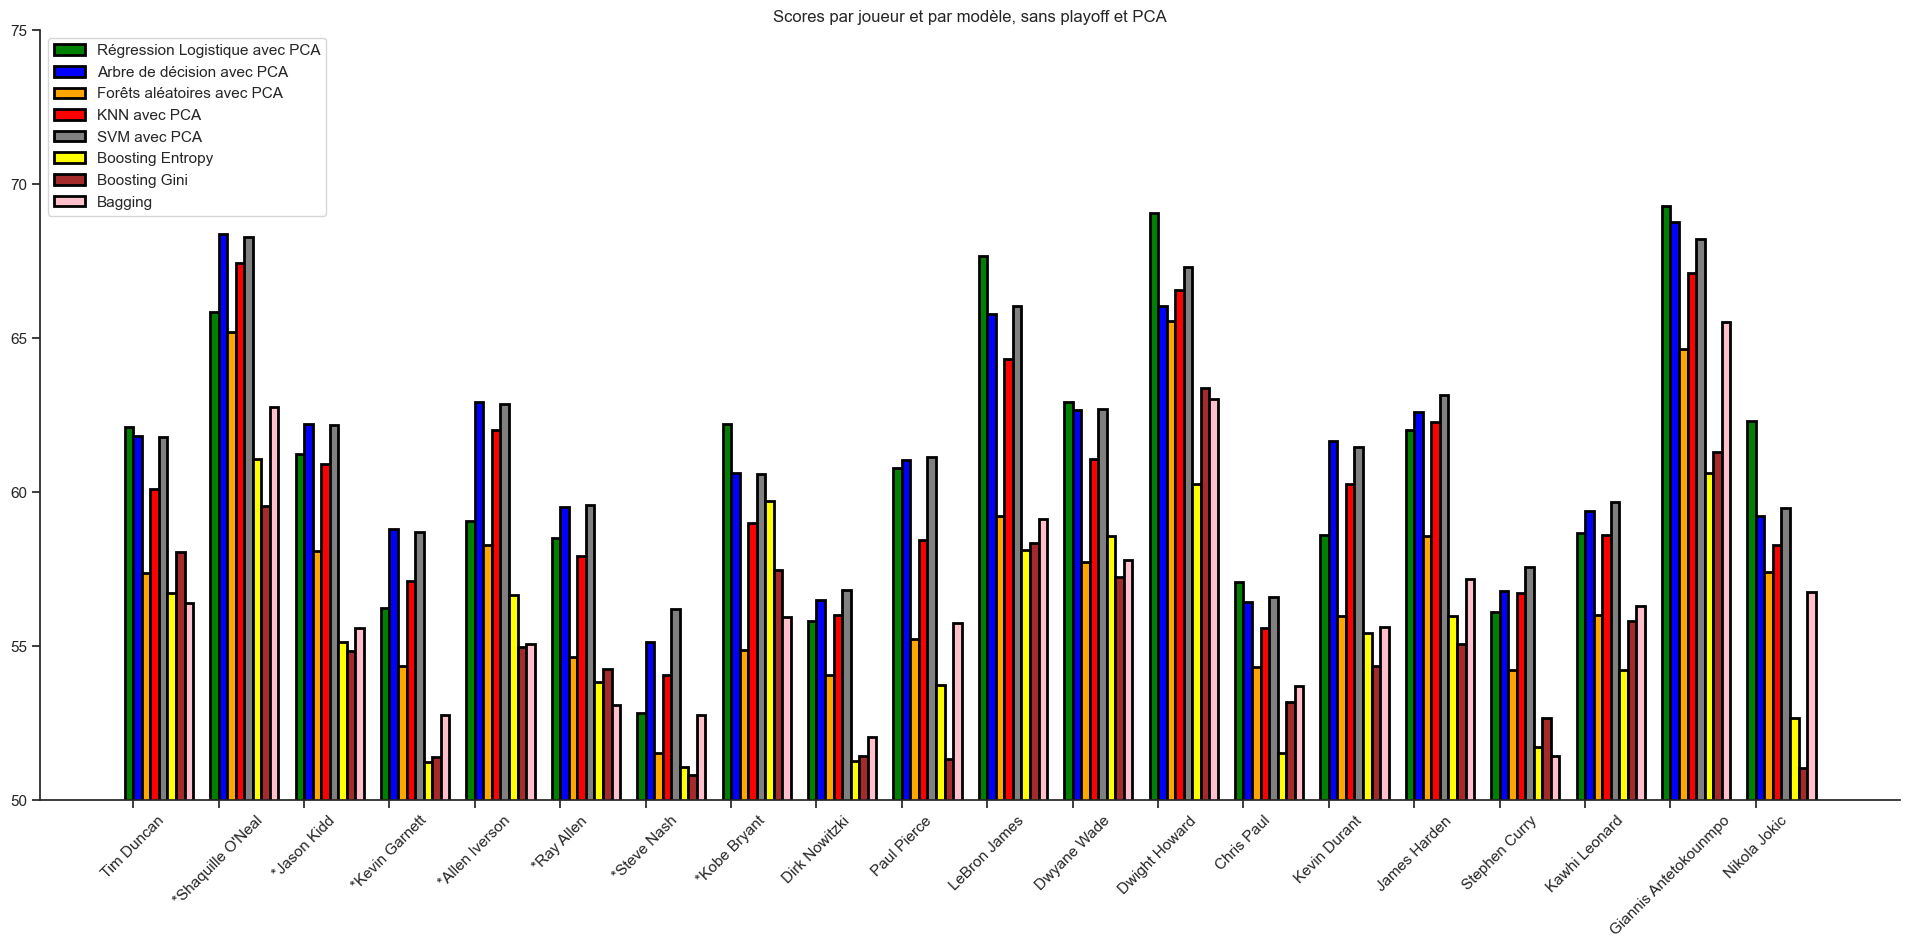 Scores par joueur et par modèle, sans playoff et PCA
75
70
65
60
55
50
Régression Logistique avec PCA
Arbre de décision avec PCA
Forêts aléatoires avec PCA
KNN avec PCA
SVM avec PCA
Boosting Entropy
Boosting Gini
Bagging
Tim Duncan
*Shaquille O'Neal
*Jason Kidd
*Kevin Garnett
*Allen Iverson
*Ray Allen
*Steve Nash
*Kobe Bryant
Dirk Nowitzki
Paul Pierce
LeBron James
Dwyane Wade
Dwight Howard
Chris Paul
Kevin Durant
James Harden
Stephen Curry
Kawhi Leonard
Giannis Antetokounmpo
Nikola Jokic